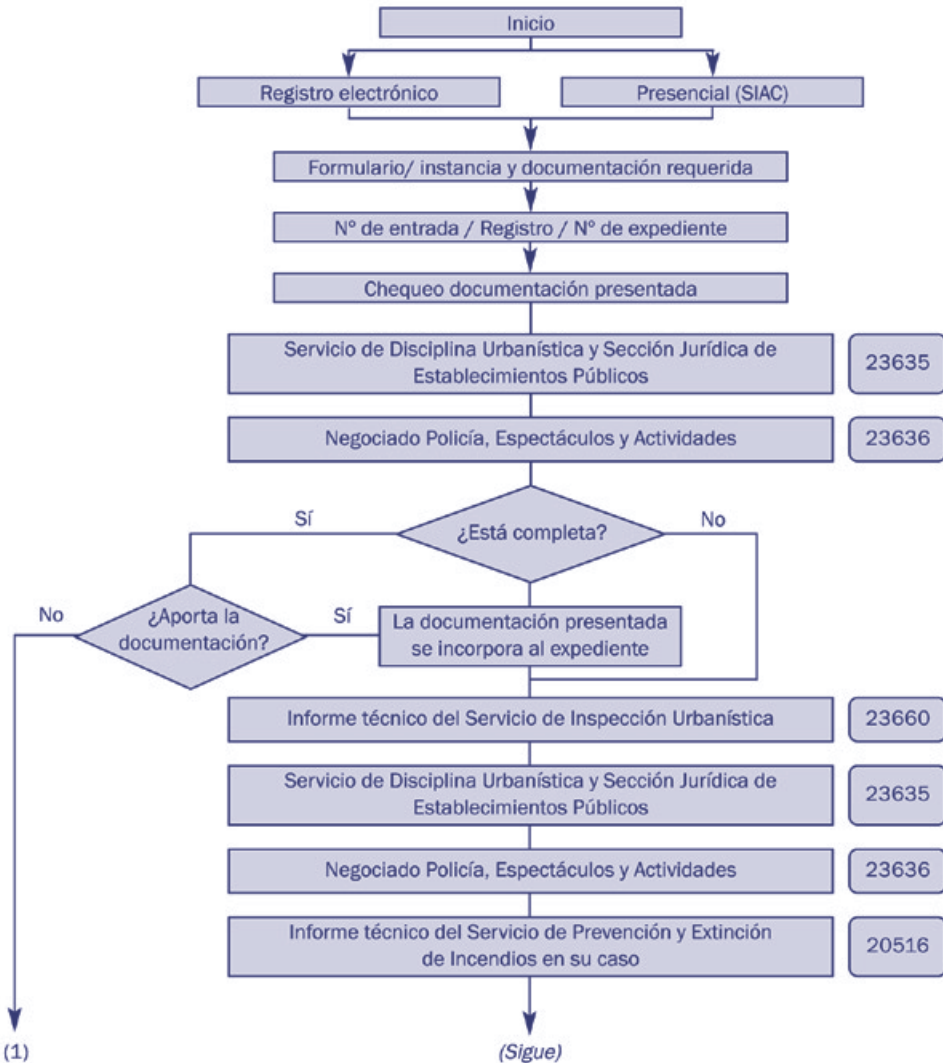 Inicio
Registro electrónico
Presencial (SIAC)
Formulario/ instancia y documentación requerida
Nº de entrada / Registro / Nº de expediente
Chequeo documentación presentada
Servicio de Disciplina Urbanística y Sección Jurídica de
Establecimientos Públicos
23635
Negociado Policía, Espectáculos y Actividades
23636
¿Está completa?
Sí
No
¿Aporta la
documentación?
No
Sí
La documentación presentada
se incorpora al expediente
Informe técnico del Servicio de Inspección Urbanística
23660
Servicio de Disciplina Urbanística y Sección Jurídica de
Establecimientos Públicos
23635
Negociado Policía, Espectáculos y Actividades
23636
Informe técnico del Servicio de Prevención y Extinción
de Incendios en su caso
20516
(1)
(Sigue)